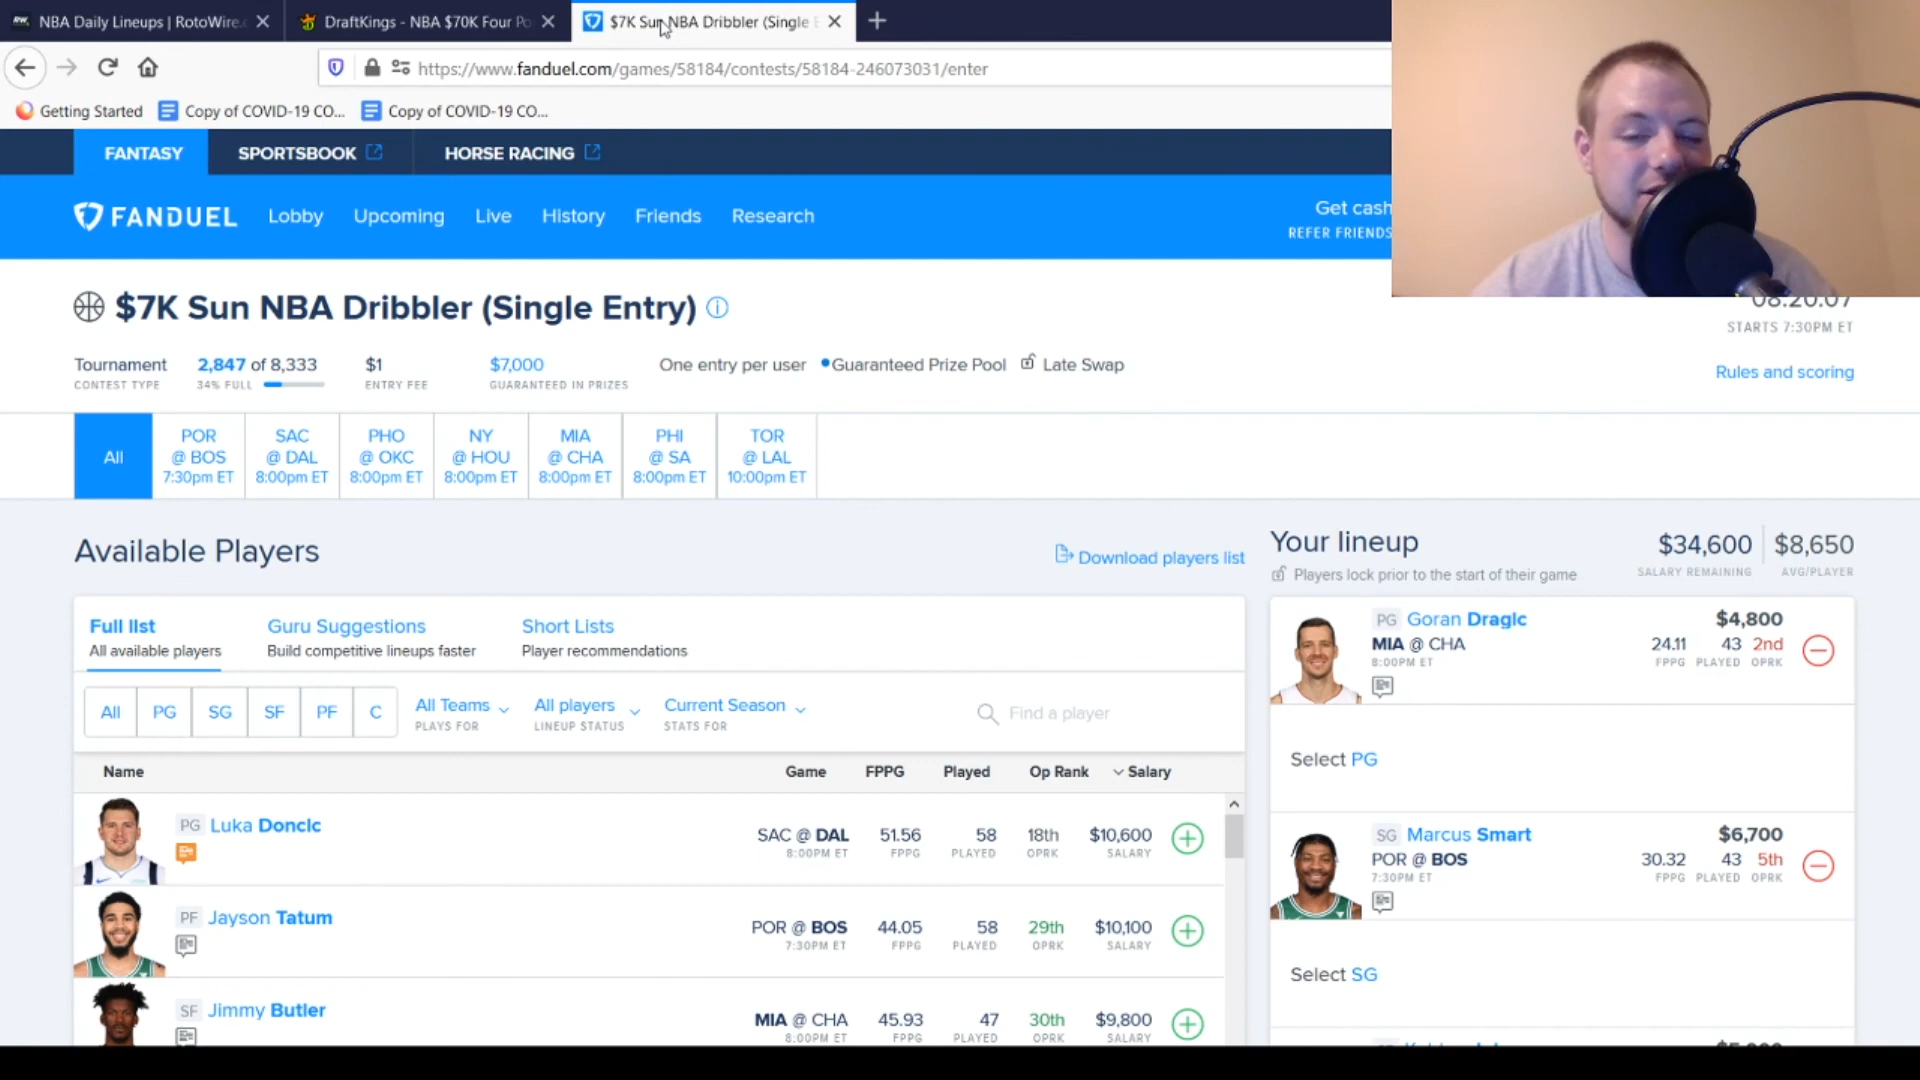 NBA Daily Lineups | RotoWire.
DraftKings - NBA $70K Four Po
$7K Sun NBA Dribbler (Single E
https://www.fanduel.com/games/58184/contests/58184-246073031/enter
Getting Started
Copy of COVID-19 CO...
Copy of COVID-19 CO...
FANTASY
SPORTSBOOK
HORSE RACING
FANDUEL
Lobby
Upcoming
Live
History
Friends
Research
Get cash
REFER FRIENDS
$7K Sun NBA Dribbler (Single Entry)
08:20:07
STARTS 7:30PM ET
Tournament
CONTEST TYPE
2,847 of 8,333
34% FULL
$1
ENTRY FEE
$7,000
GUARANTEED IN PRIZES
One entry per user
Guaranteed Prize Pool
Late Swap
Rules and scoring
All
POR
@ BOS
7:30pm ET
SAC
@ DAL
8:00pm ET
PHO
@ OKC
8:00pm ET
NY
@ HOU
8:00pm ET
MIA
@ CHA
8:00pm ET
PHI
@ SA
8:00pm ET
TOR
@ LAL
10:00pm ET
Available Players
Download players list
Full list
All available players
Guru Suggestions
Build competitive lineups faster
Short Lists
Player recommendations
All
PG
SG
SF
PF
C
All Teams
PLAYS FOR
All players
LINEUP STATUS
Current Season
STATS FOR
Find a player
Name
Game
FPPG
Played
Op Rank
Salary
PG Luka Doncic
SAC @ DAL
8:00PM ET
51.56
FPPG
58
PLAYED
18th
OPRK
$10,600
SALARY
PF Jayson Tatum
POR @ BOS
7:30PM ET
44.05
FPPG
58
PLAYED
29th
OPRK
$10,100
SALARY
SF Jimmy Butler
MIA @ CHA
8:00PM ET
45.93
FPPG
47
PLAYED
30th
OPRK
$9,800
SALARY
Your lineup
Players lock prior to the start of their game
$34,600
SALARY REMAINING
$8,650
AVG/PLAYER
PG Goran Dragic
MIA @ CHA
8:00PM ET
$4,800
24.11
FPPG
43
PLAYED
2nd
OPRK
Select PG
SG Marcus Smart
POR @ BOS
7:30PM ET
$6,700
30.32
FPPG
43
PLAYED
5th
OPRK
Select SG